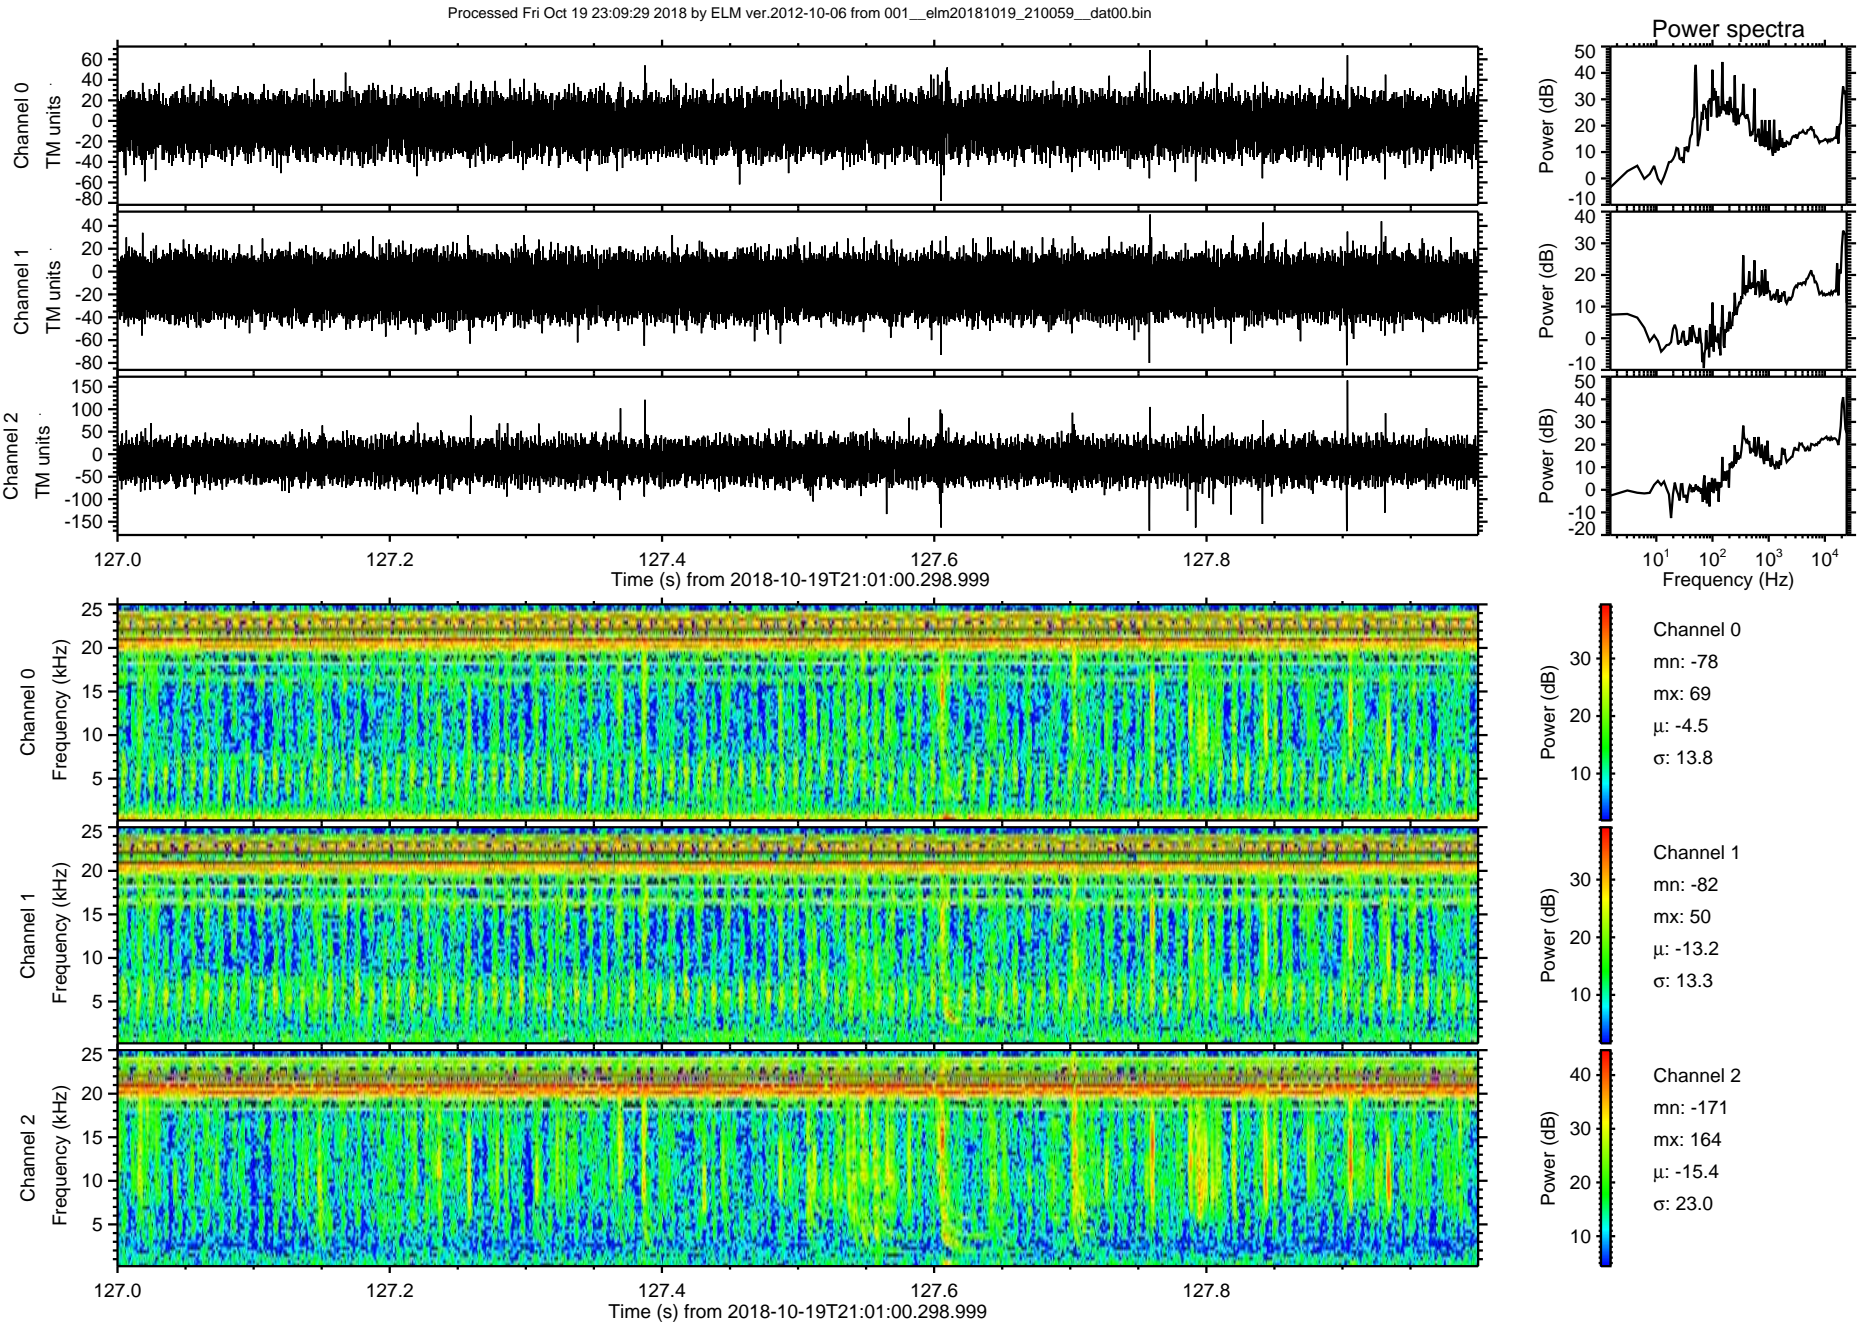 Processed Fri Oct 19 23:09:29 2018 by ELM ver.2012-10-06 from 001__elm20181019_210059__dat00.bin
Power spectra
Channel 0
TM units
60
40
20
0
-20
-40
-60
-80
Power (dB)
50
40
30
20
10
0
-10
Channel 1
TM units
40
20
0
-20
-40
-60
-80
Power (dB)
40
30
20
10
0
-10
Channel 2
TM units
150
100
50
0
-50
-100
-150
Power (dB)
50
40
30
20
10
0
-10
-20
127.0 127.2 127.4 127.6 127.8
Time (s) from 2018-10-19T21:01:00.298.999
10¹ 10² 10³ 10⁴
Frequency (Hz)
Channel 0
Frequency (kHz)
25
20
15
10
5
Power (dB)
30
20
10
Channel 0
mn: -78
mx: 69
μ: -4.5
σ: 13.8
Channel 1
Frequency (kHz)
25
20
15
10
5
Power (dB)
30
20
10
Channel 1
mn: -82
mx: 50
μ: -13.2
σ: 13.3
Channel 2
Frequency (kHz)
25
20
15
10
5
Power (dB)
40
30
20
10
Channel 2
mn: -171
mx: 164
μ: -15.4
σ: 23.0
127.0 127.2 127.4 127.6 127.8
Time (s) from 2018-10-19T21:01:00.298.999